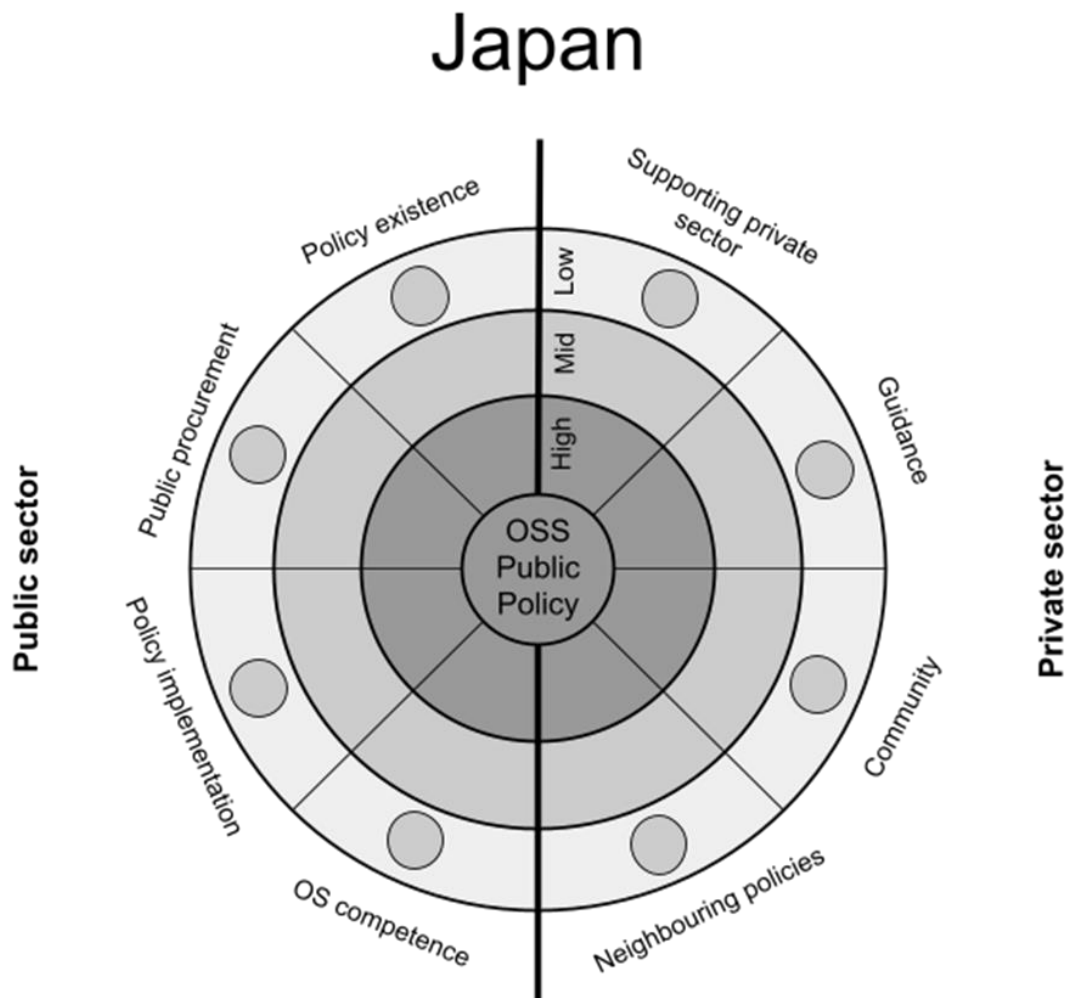 Japan
Policy existence
Supporting private
sector
Low
Mid
High
Public procurement
Guidance
Public sector
Private sector
OSS
Public
Policy
Policy implementation
Community
OS competence
Neighbouring policies